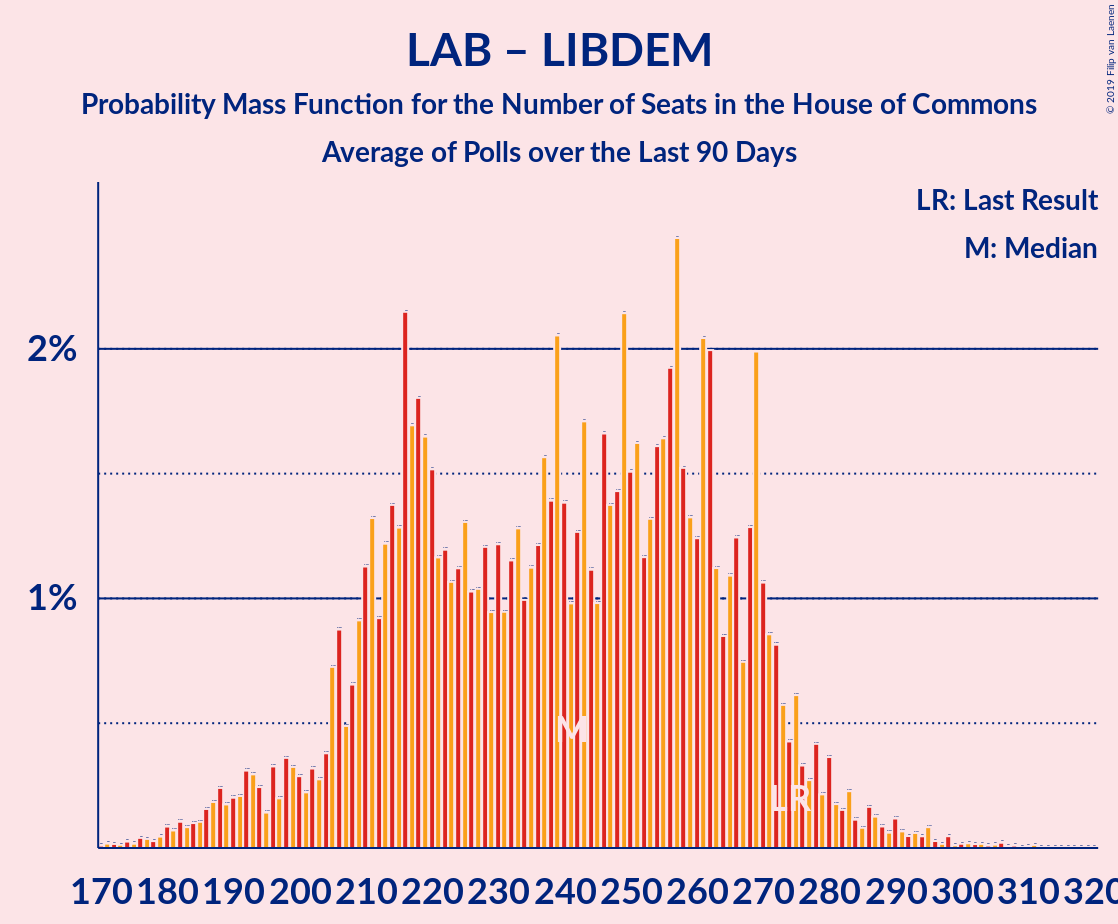 LAB – LIBDEM
Probability Mass Function for the Number of Seats in the House of Commons
Average of Polls over the Last 90 Days
© 2019 Filip van Laenen
LR: Last Result
M: Median
2%
1%
M
LR
170 180 190 200 210 220 230 240 250 260 270 280 290 300 310 320